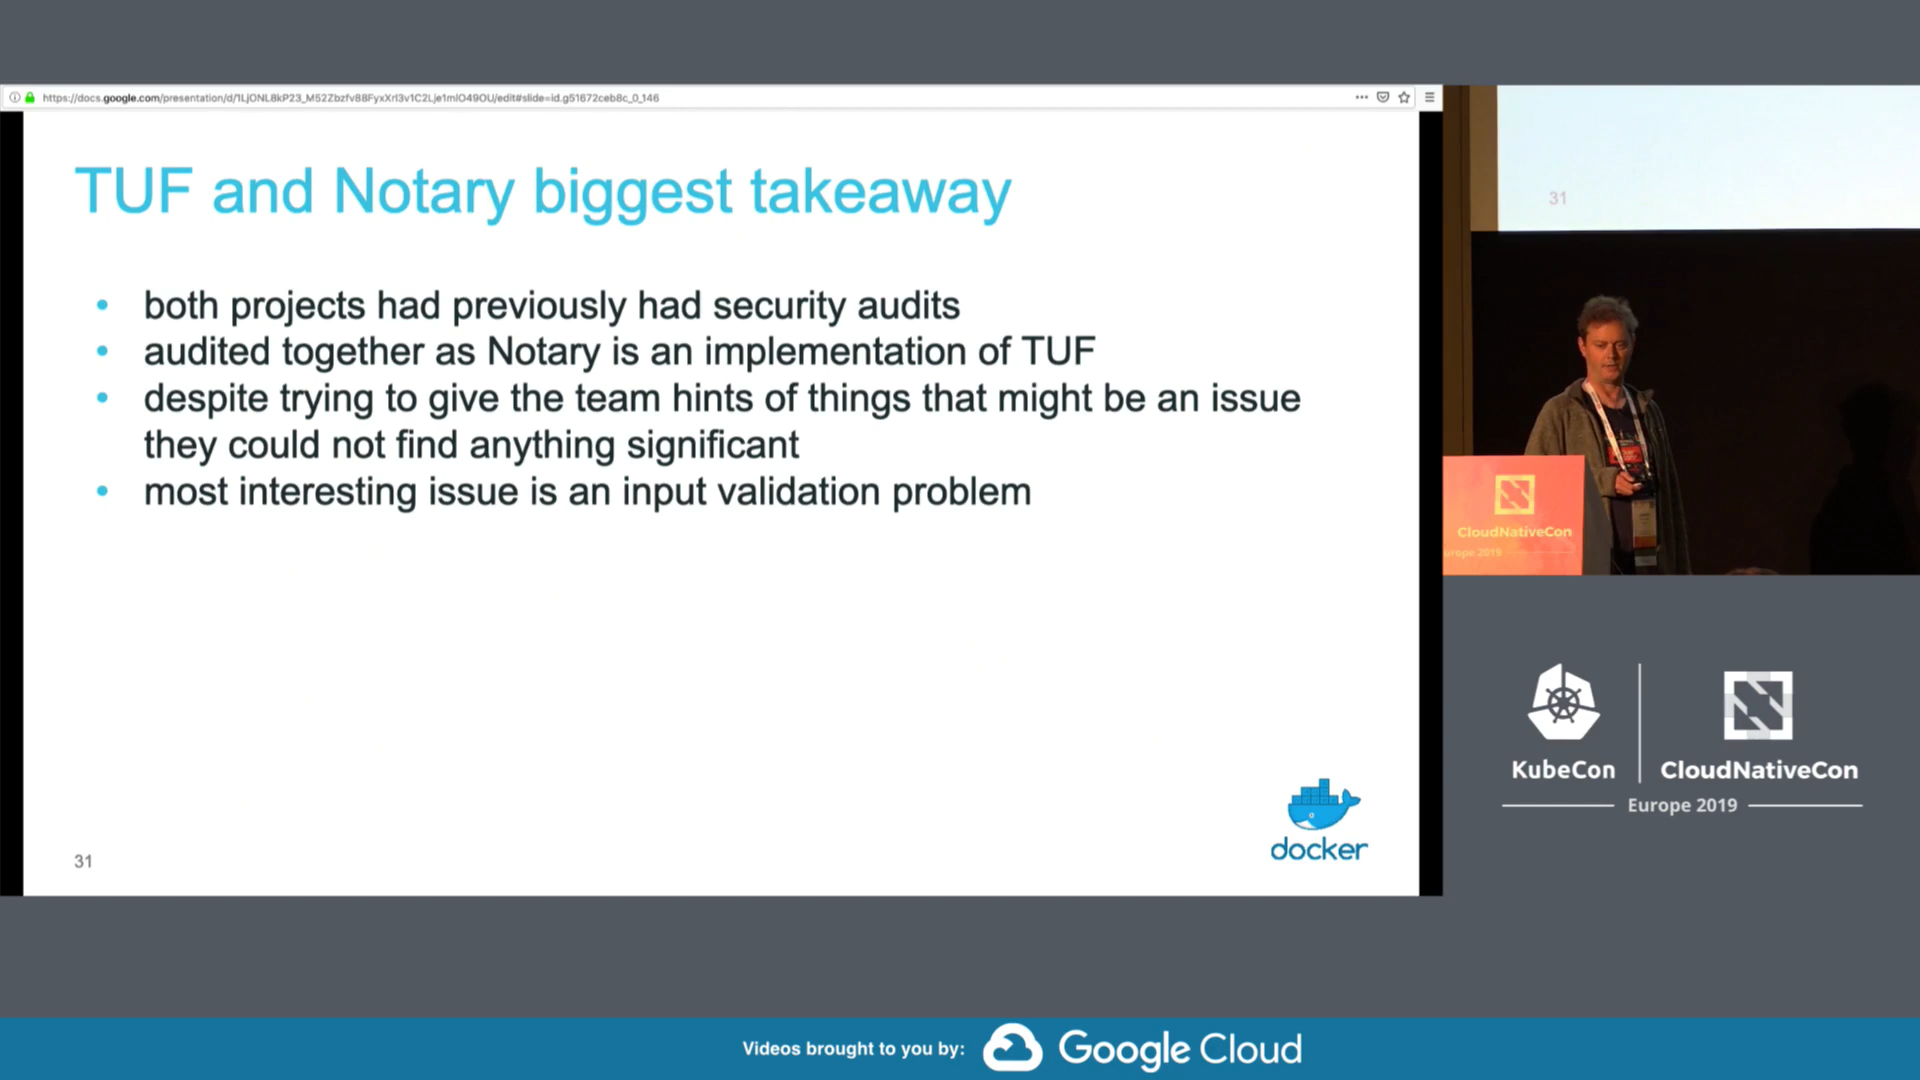 https://docs.google.com/presentation/d/1LjONL8kP23_M52Zbzfv88FyxXrl3v1C2Lje1mlO49OU/edit#slide=id.g51672ceb8c_0_146
TUF and Notary biggest takeaway
• both projects had previously had security audits
• audited together as Notary is an implementation of TUF
• despite trying to give the team hints of things that might be an issue
they could not find anything significant
• most interesting issue is an input validation problem
31
docker
31
CloudNativeCon
urope 2019
KubeCon
CloudNativeCon
Europe 2019
Videos brought to you by:
Google Cloud